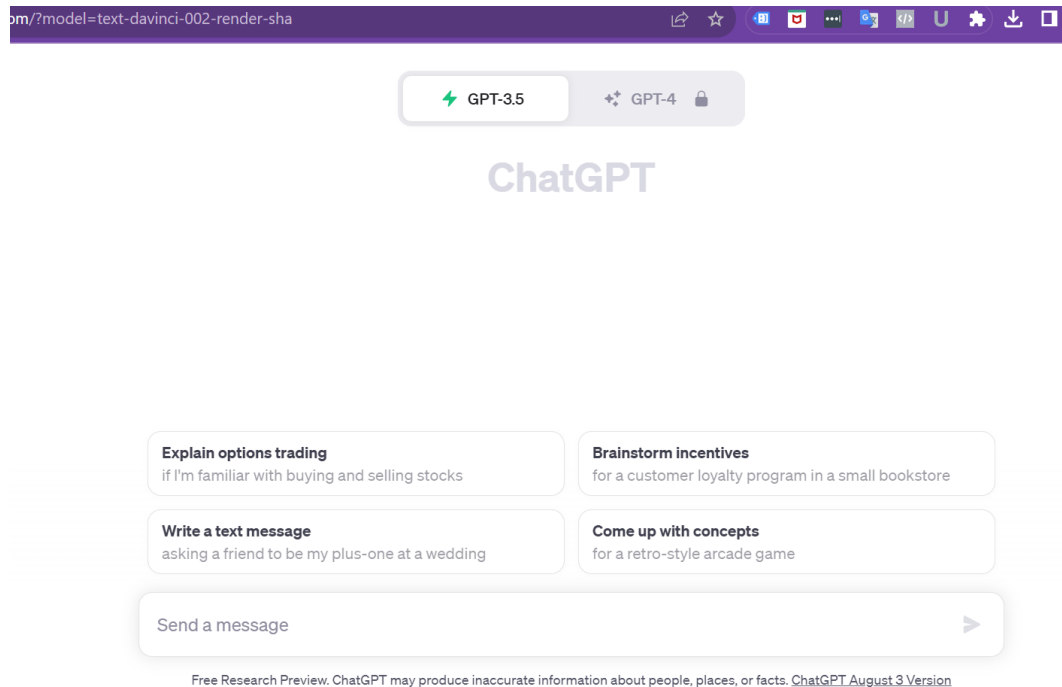 om/?model=text-davinci-002-render-sha
GPT-3.5
GPT-4
ChatGPT
Explain options trading
if I'm familiar with buying and selling stocks
Brainstorm incentives
for a customer loyalty program in a small bookstore
Write a text message
asking a friend to be my plus-one at a wedding
Come up with concepts
for a retro-style arcade game
Send a message
Free Research Preview. ChatGPT may produce inaccurate information about people, places, or facts. ChatGPT August 3 Version